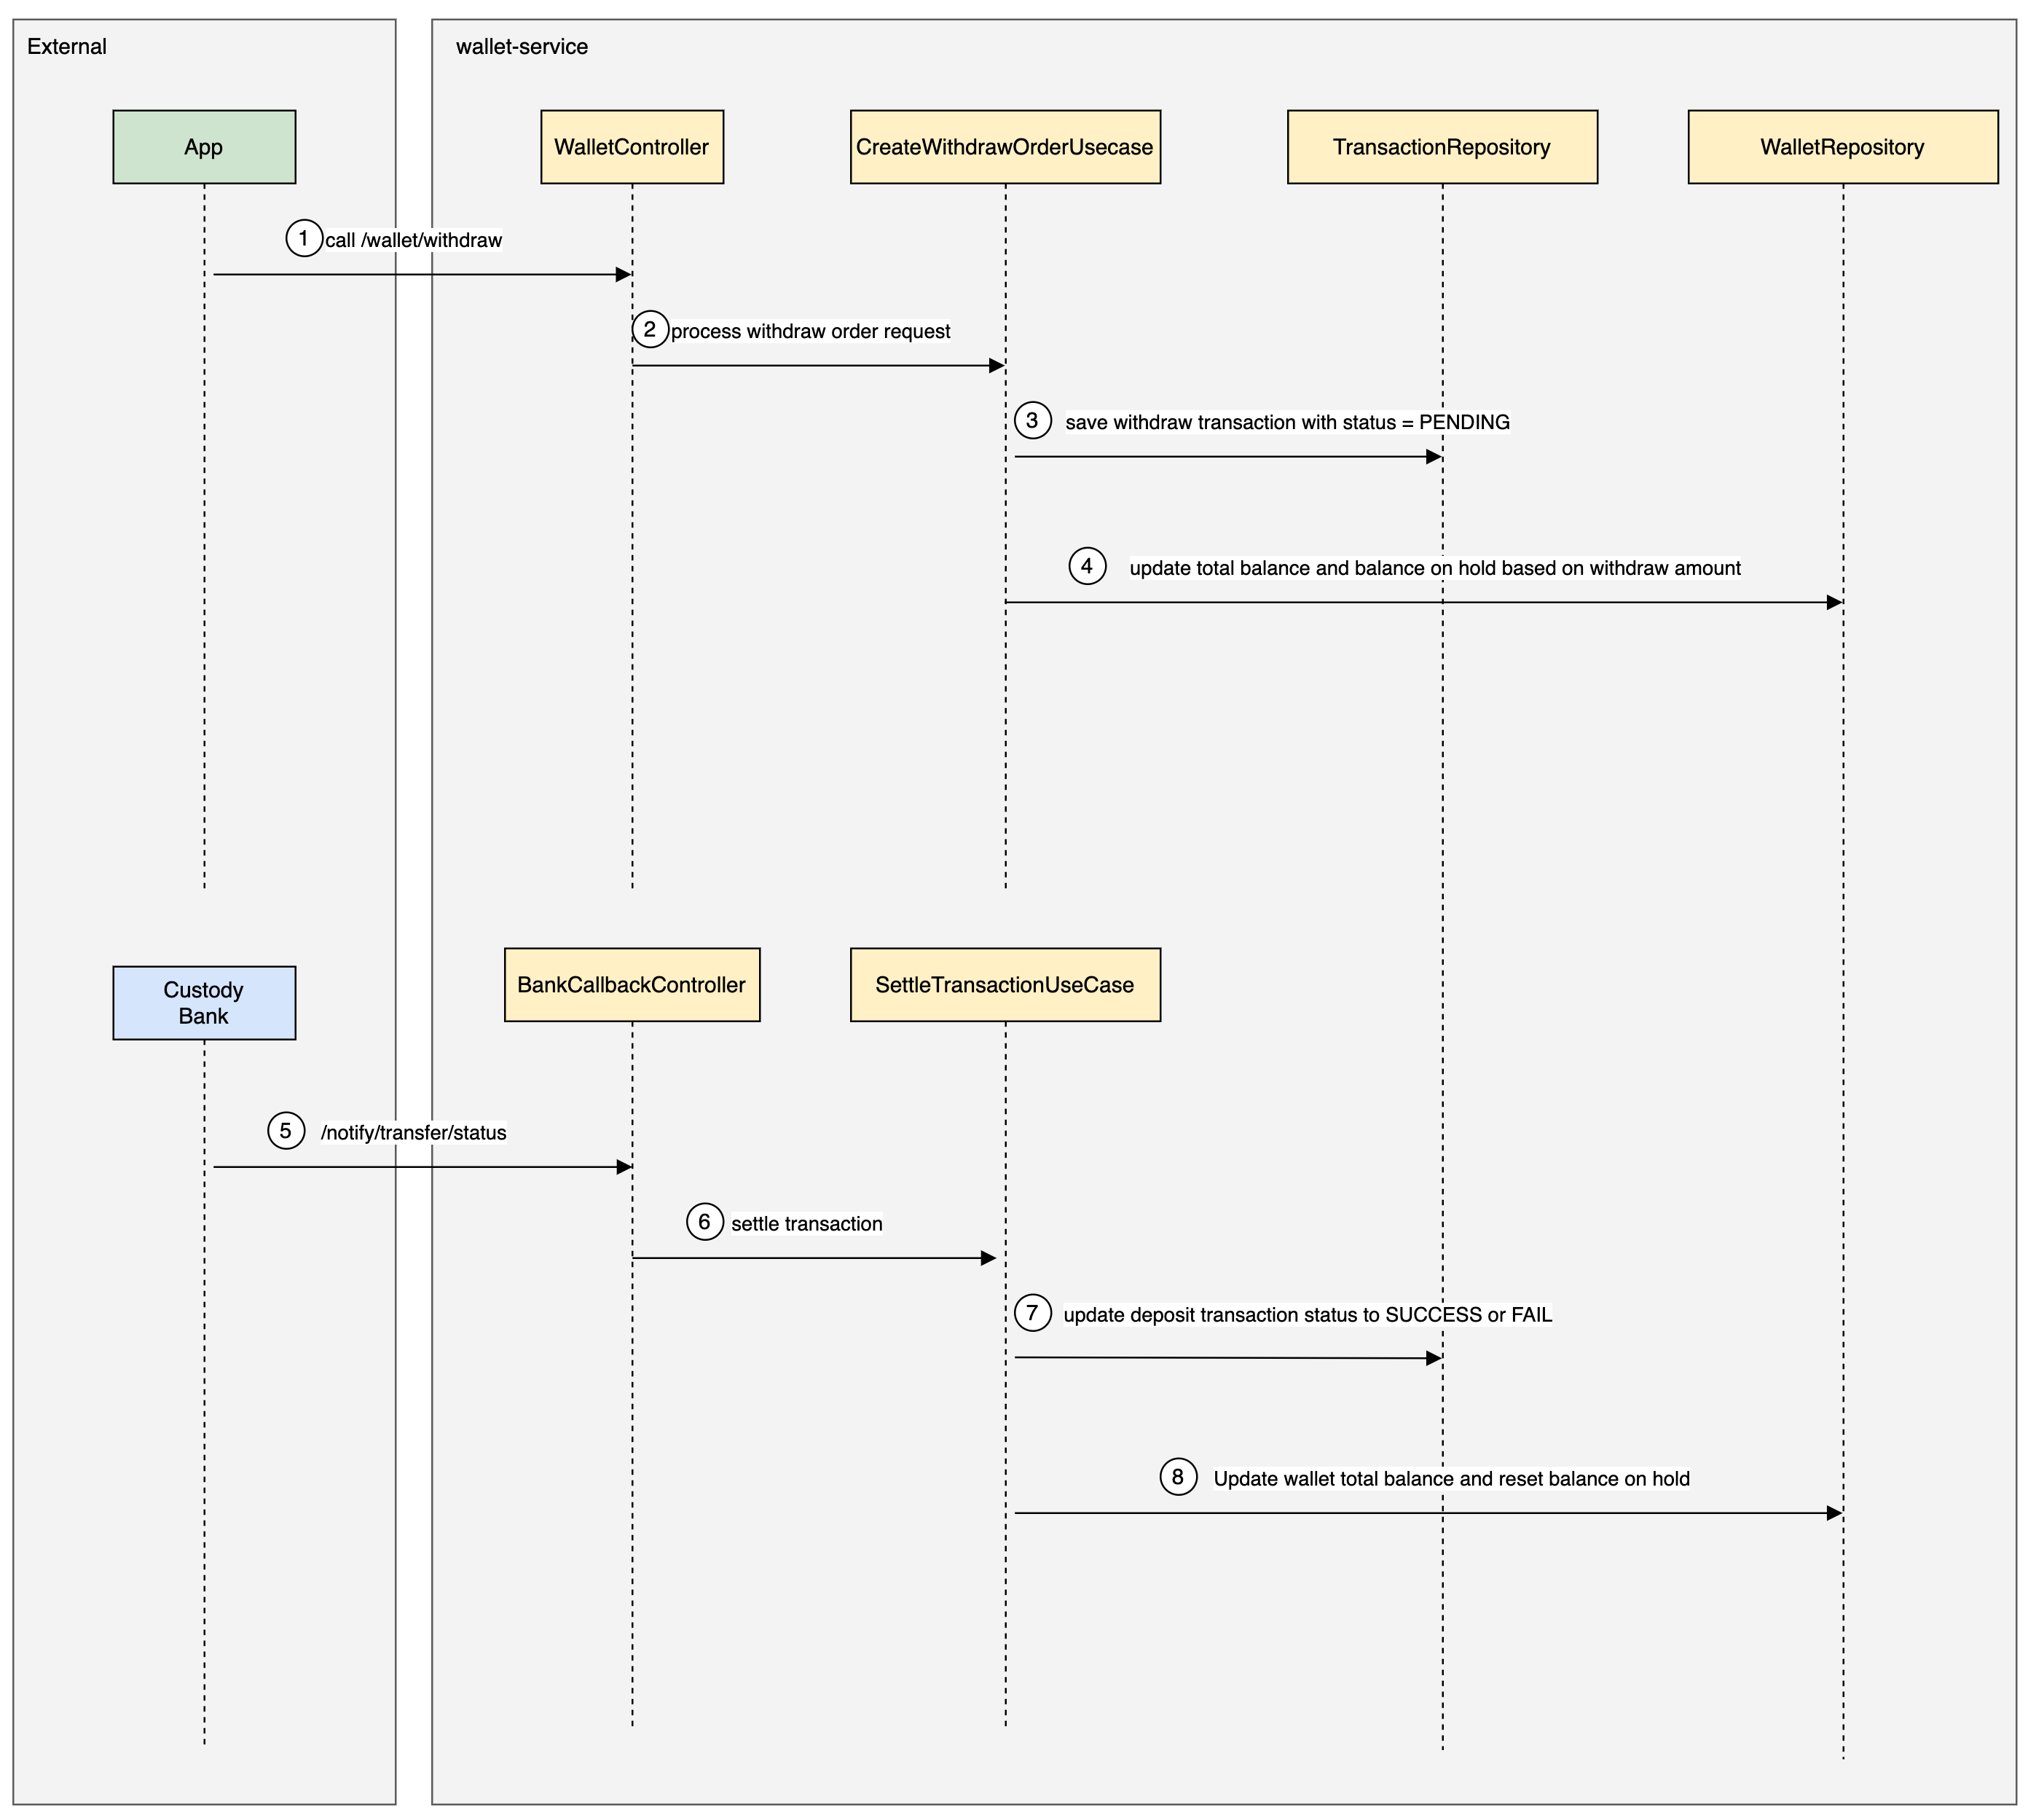 External
wallet-service
App
WalletController
CreateWithdrawOrderUsecase
TransactionRepository
WalletRepository
1 call /wallet/withdraw
2 process withdraw order request
3 save withdraw transaction with status = PENDING
4 update total balance and balance on hold based on withdraw amount
Custody
Bank
BankCallbackController
SettleTransactionUseCase
5 /notify/transfer/status
6 settle transaction
7 update deposit transaction status to SUCCESS or FAIL
8 Update wallet total balance and reset balance on hold